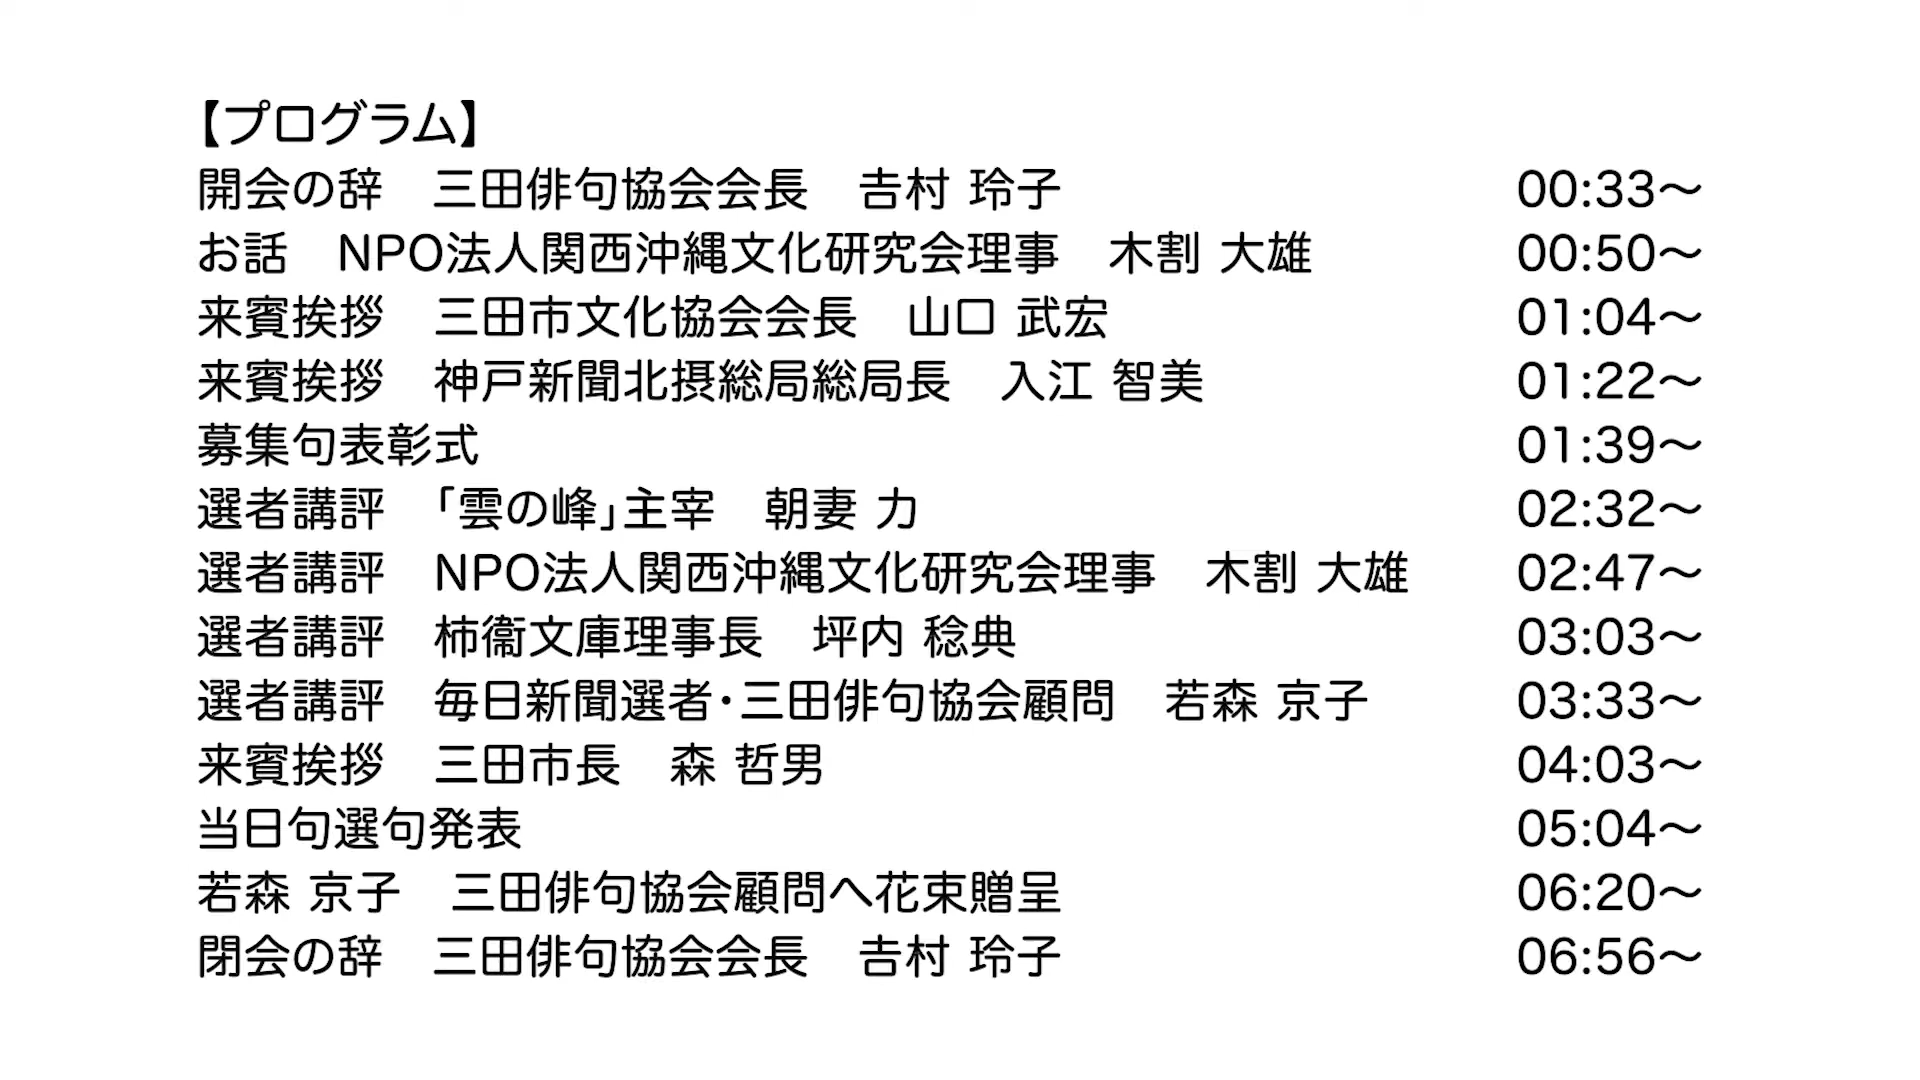 【プログラム】
開会の辞　三田俳句協会会長　𠮷村 玲子　00:33～
お話　NPO法人関西沖縄文化研究会理事　木割 大雄　00:50～
来賓挨拶　三田市文化協会会長　山口 武宏　01:04～
来賓挨拶　神戸新聞北摂総局総局長　入江 智美　01:22～
募集句表彰式　01:39～
選者講評　「雲の峰」主宰　朝妻 力　02:32～
選者講評　NPO法人関西沖縄文化研究会理事　木割 大雄　02:47～
選者講評　柿衞文庫理事長　坪内 稔典　03:03～
選者講評　毎日新聞選者・三田俳句協会顧問　若森 京子　03:33～
来賓挨拶　三田市長　森 哲男　04:03～
当日句選句発表　05:04～
若森 京子　三田俳句協会顧問へ花束贈呈　06:20～
閉会の辞　三田俳句協会会長　𠮷村 玲子　06:56～